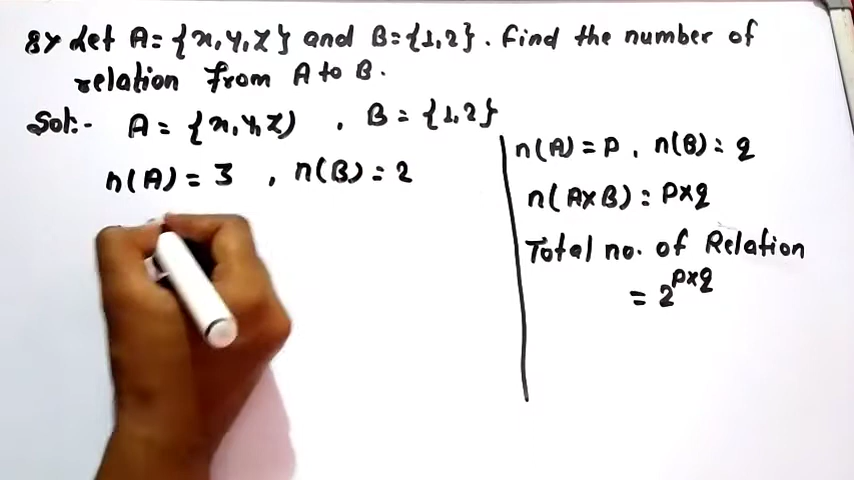 8> Let A = {x, y, z} and B = {1, 2}. Find the number of
relation from A to B.
Sol:- A = {x, y, z) , B = {1, 2}
n(A) = 3 , n(B) = 2
n(A) = P , n(B) = q
n(A×B) = P×q
Total no. of Relation
= 2^P×q